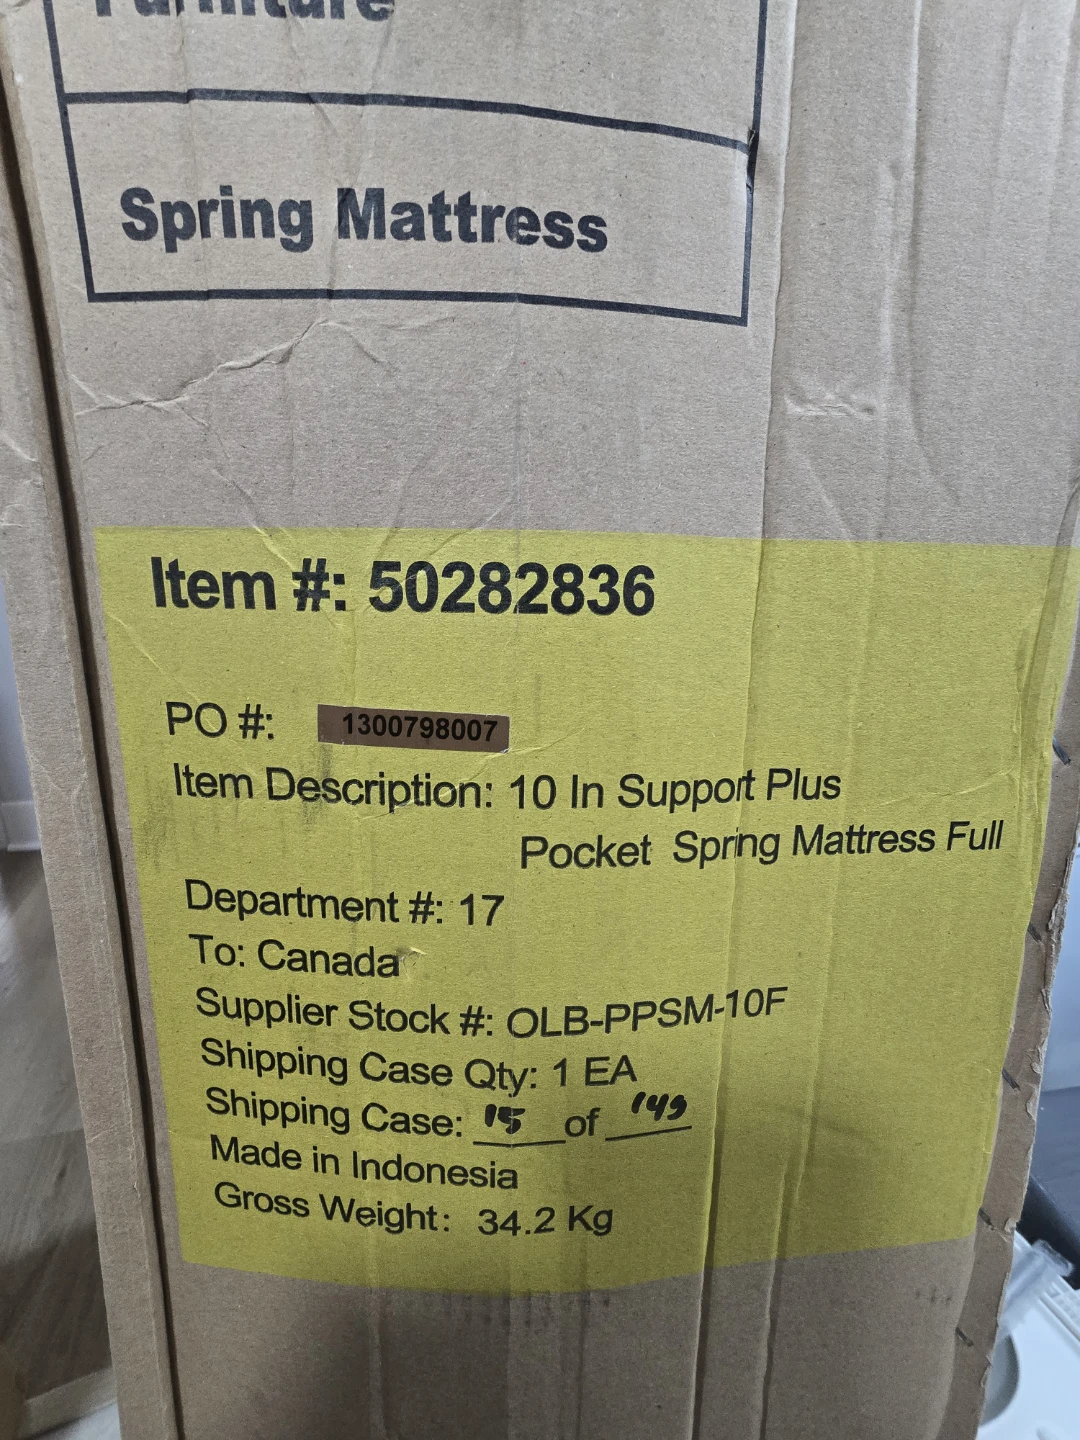 Furniture
Spring Mattress
Item #: 50282836
PO #: 1300798007
Item Description: 10 In Support Plus
Pocket Spring Mattress Full
Department #: 17
To: Canada
Supplier Stock #: OLB-PPSM-10F
Shipping Case Qty: 1 EA
Shipping Case: 15 of 149
Made in Indonesia
Gross Weight: 34.2 Kg